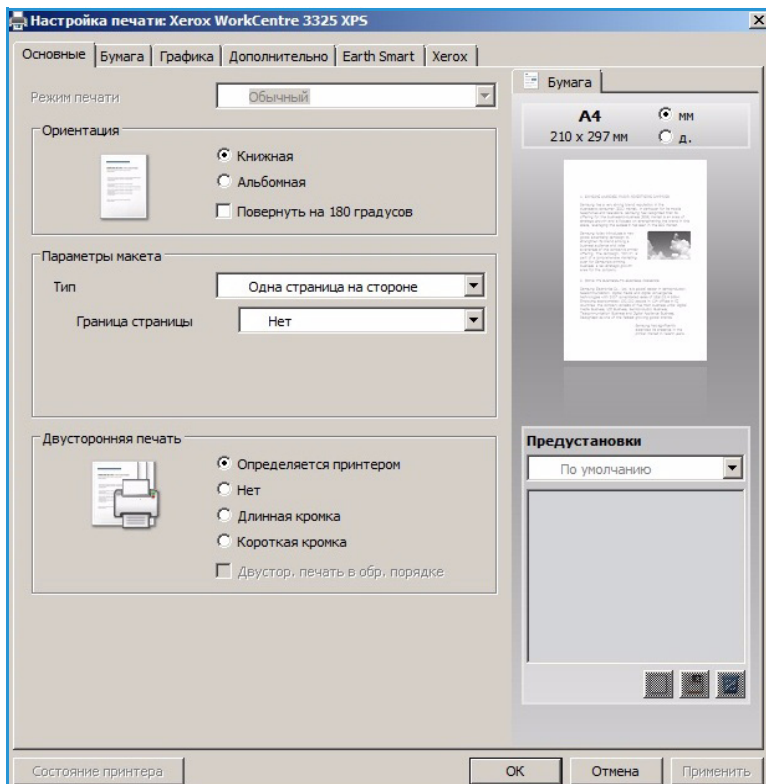 Настройка печати: Xerox WorkCentre 3325 XPS
Основные Бумага Графика Дополнительно Earth Smart Xerox
Режим печати Обычный
Ориентация
Книжная
Альбомная
Повернуть на 180 градусов
Параметры макета
Тип Одна страница на стороне
Граница страницы Нет
Двусторонняя печать
Определяется принтером
Нет
Длинная кромка
Короткая кромка
Двустор. печать в обр. порядке
Бумага
A4 мм
210 x 297 мм д.
Предустановки
По умолчанию
Состояние принтера OK Отмена Применить